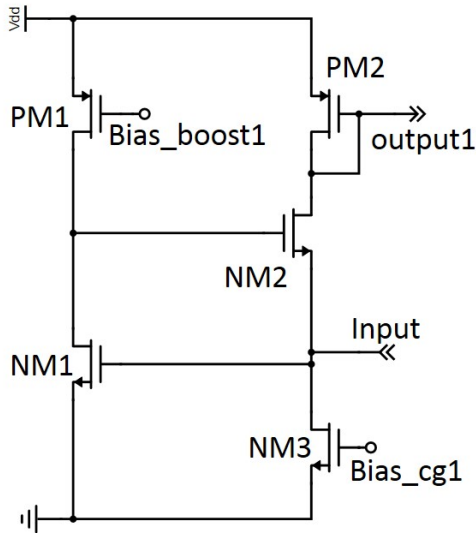 Vdd
PM2
PM1
Bias_boost1
output1
NM2
Input
NM1
NM3
Bias_cg1